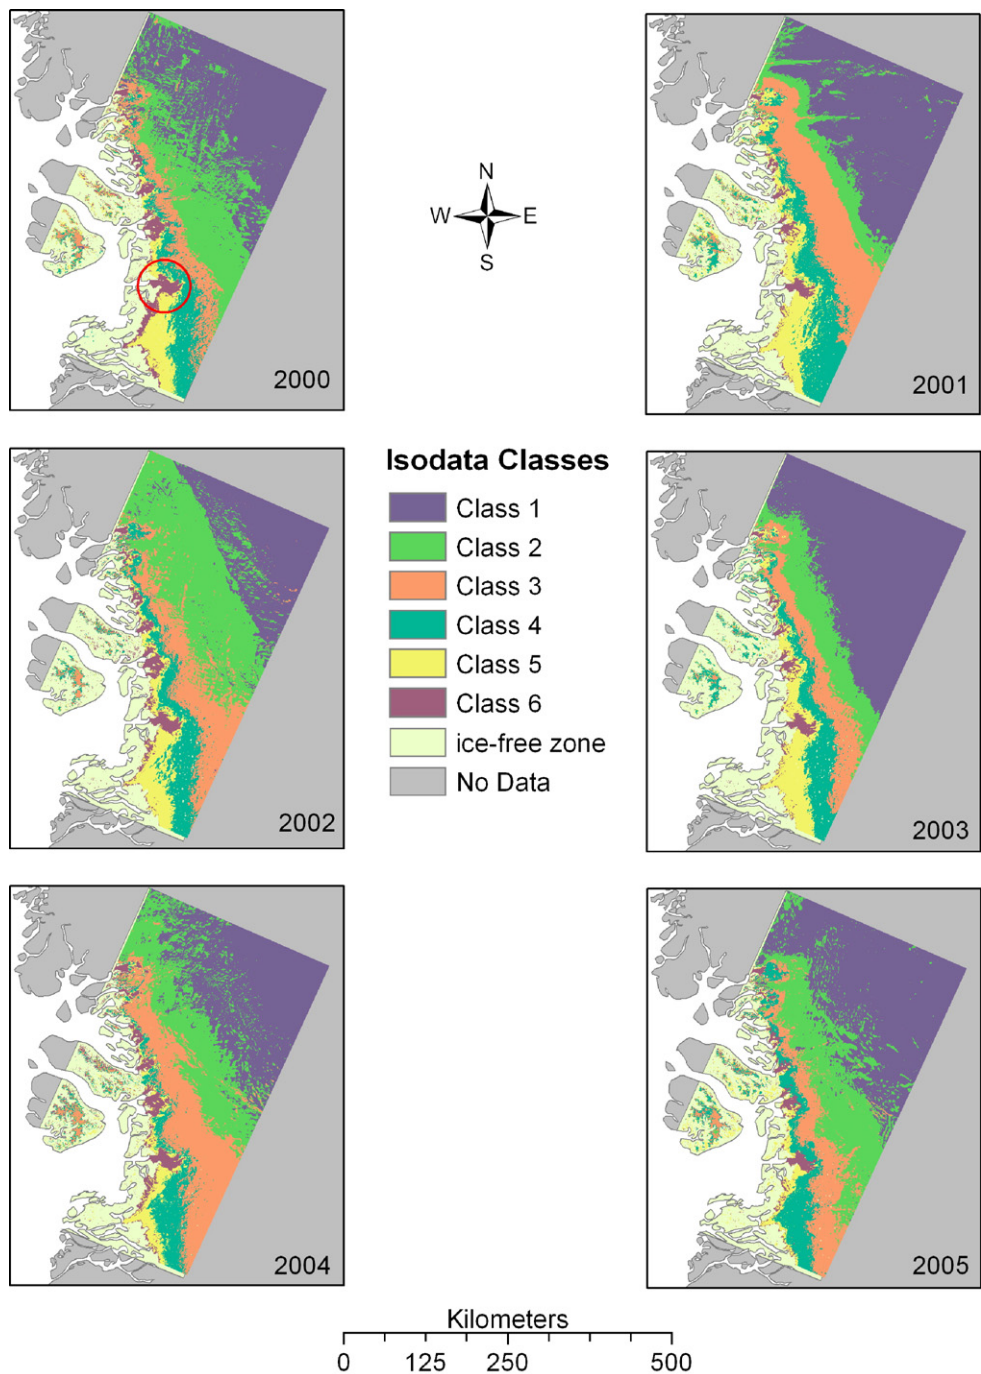 N
W E
S
2000
2001
Isodata Classes
Class 1
Class 2
Class 3
Class 4
Class 5
Class 6
ice-free zone
No Data
2002
2003
2004
2005
Kilometers
0 125 250 500